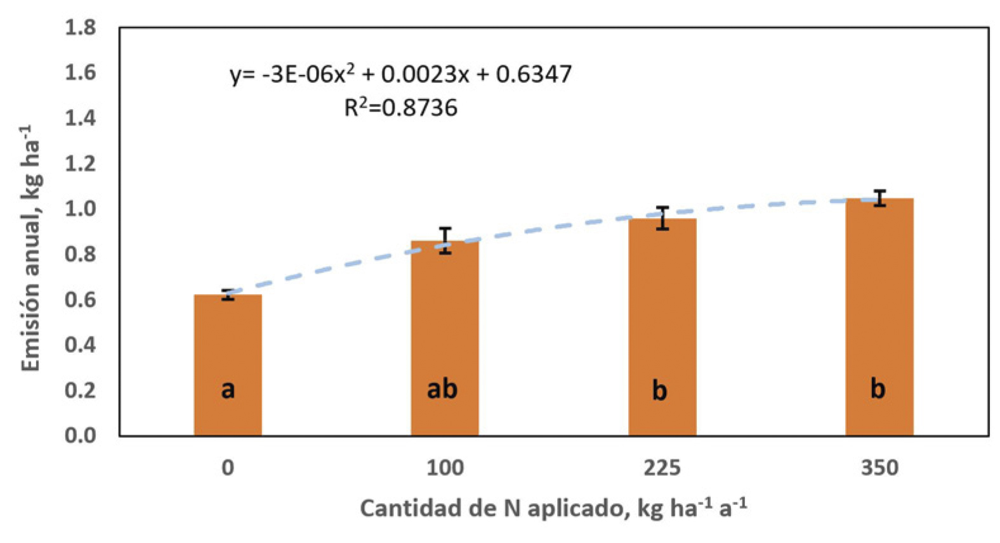 1.8
1.6
1.4
1.2
1.0
0.8
0.6
0.4
0.2
0.0
Emisión anual, kg ha⁻¹
y= -3E-06x² + 0.0023x + 0.6347
R²=0.8736
a
ab
b
b
0
100
225
350
Cantidad de N aplicado, kg ha⁻¹ a⁻¹